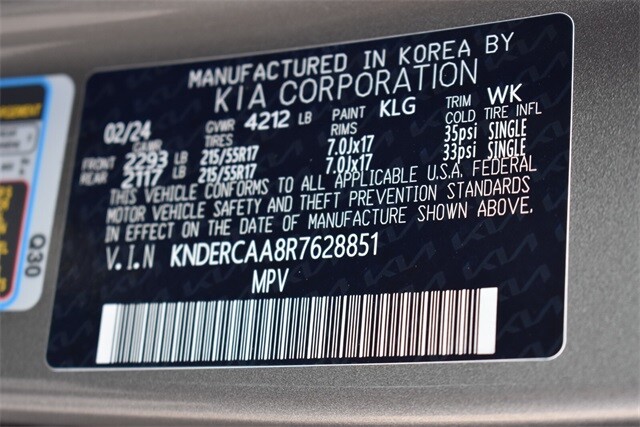 MANUFACTURED IN KOREA BY
KIA CORPORATION
02/24 GVWR 4212 LB PAINT KLG TRIM WK
GAWR RIMS COLD TIRE INFL
FRONT 2293 LB 215/55R17 7.0Jx17 35psi SINGLE
REAR 2117 LB 215/55R17 7.0Jx17 33psi SINGLE
THIS VEHICLE CONFORMS TO ALL APPLICABLE U.S.A. FEDERAL
MOTOR VEHICLE SAFETY AND THEFT PREVENTION STANDARDS
IN EFFECT ON THE DATE OF MANUFACTURE SHOWN ABOVE.
V.I.N KNDERCAA8R7628851
MPV
Q30